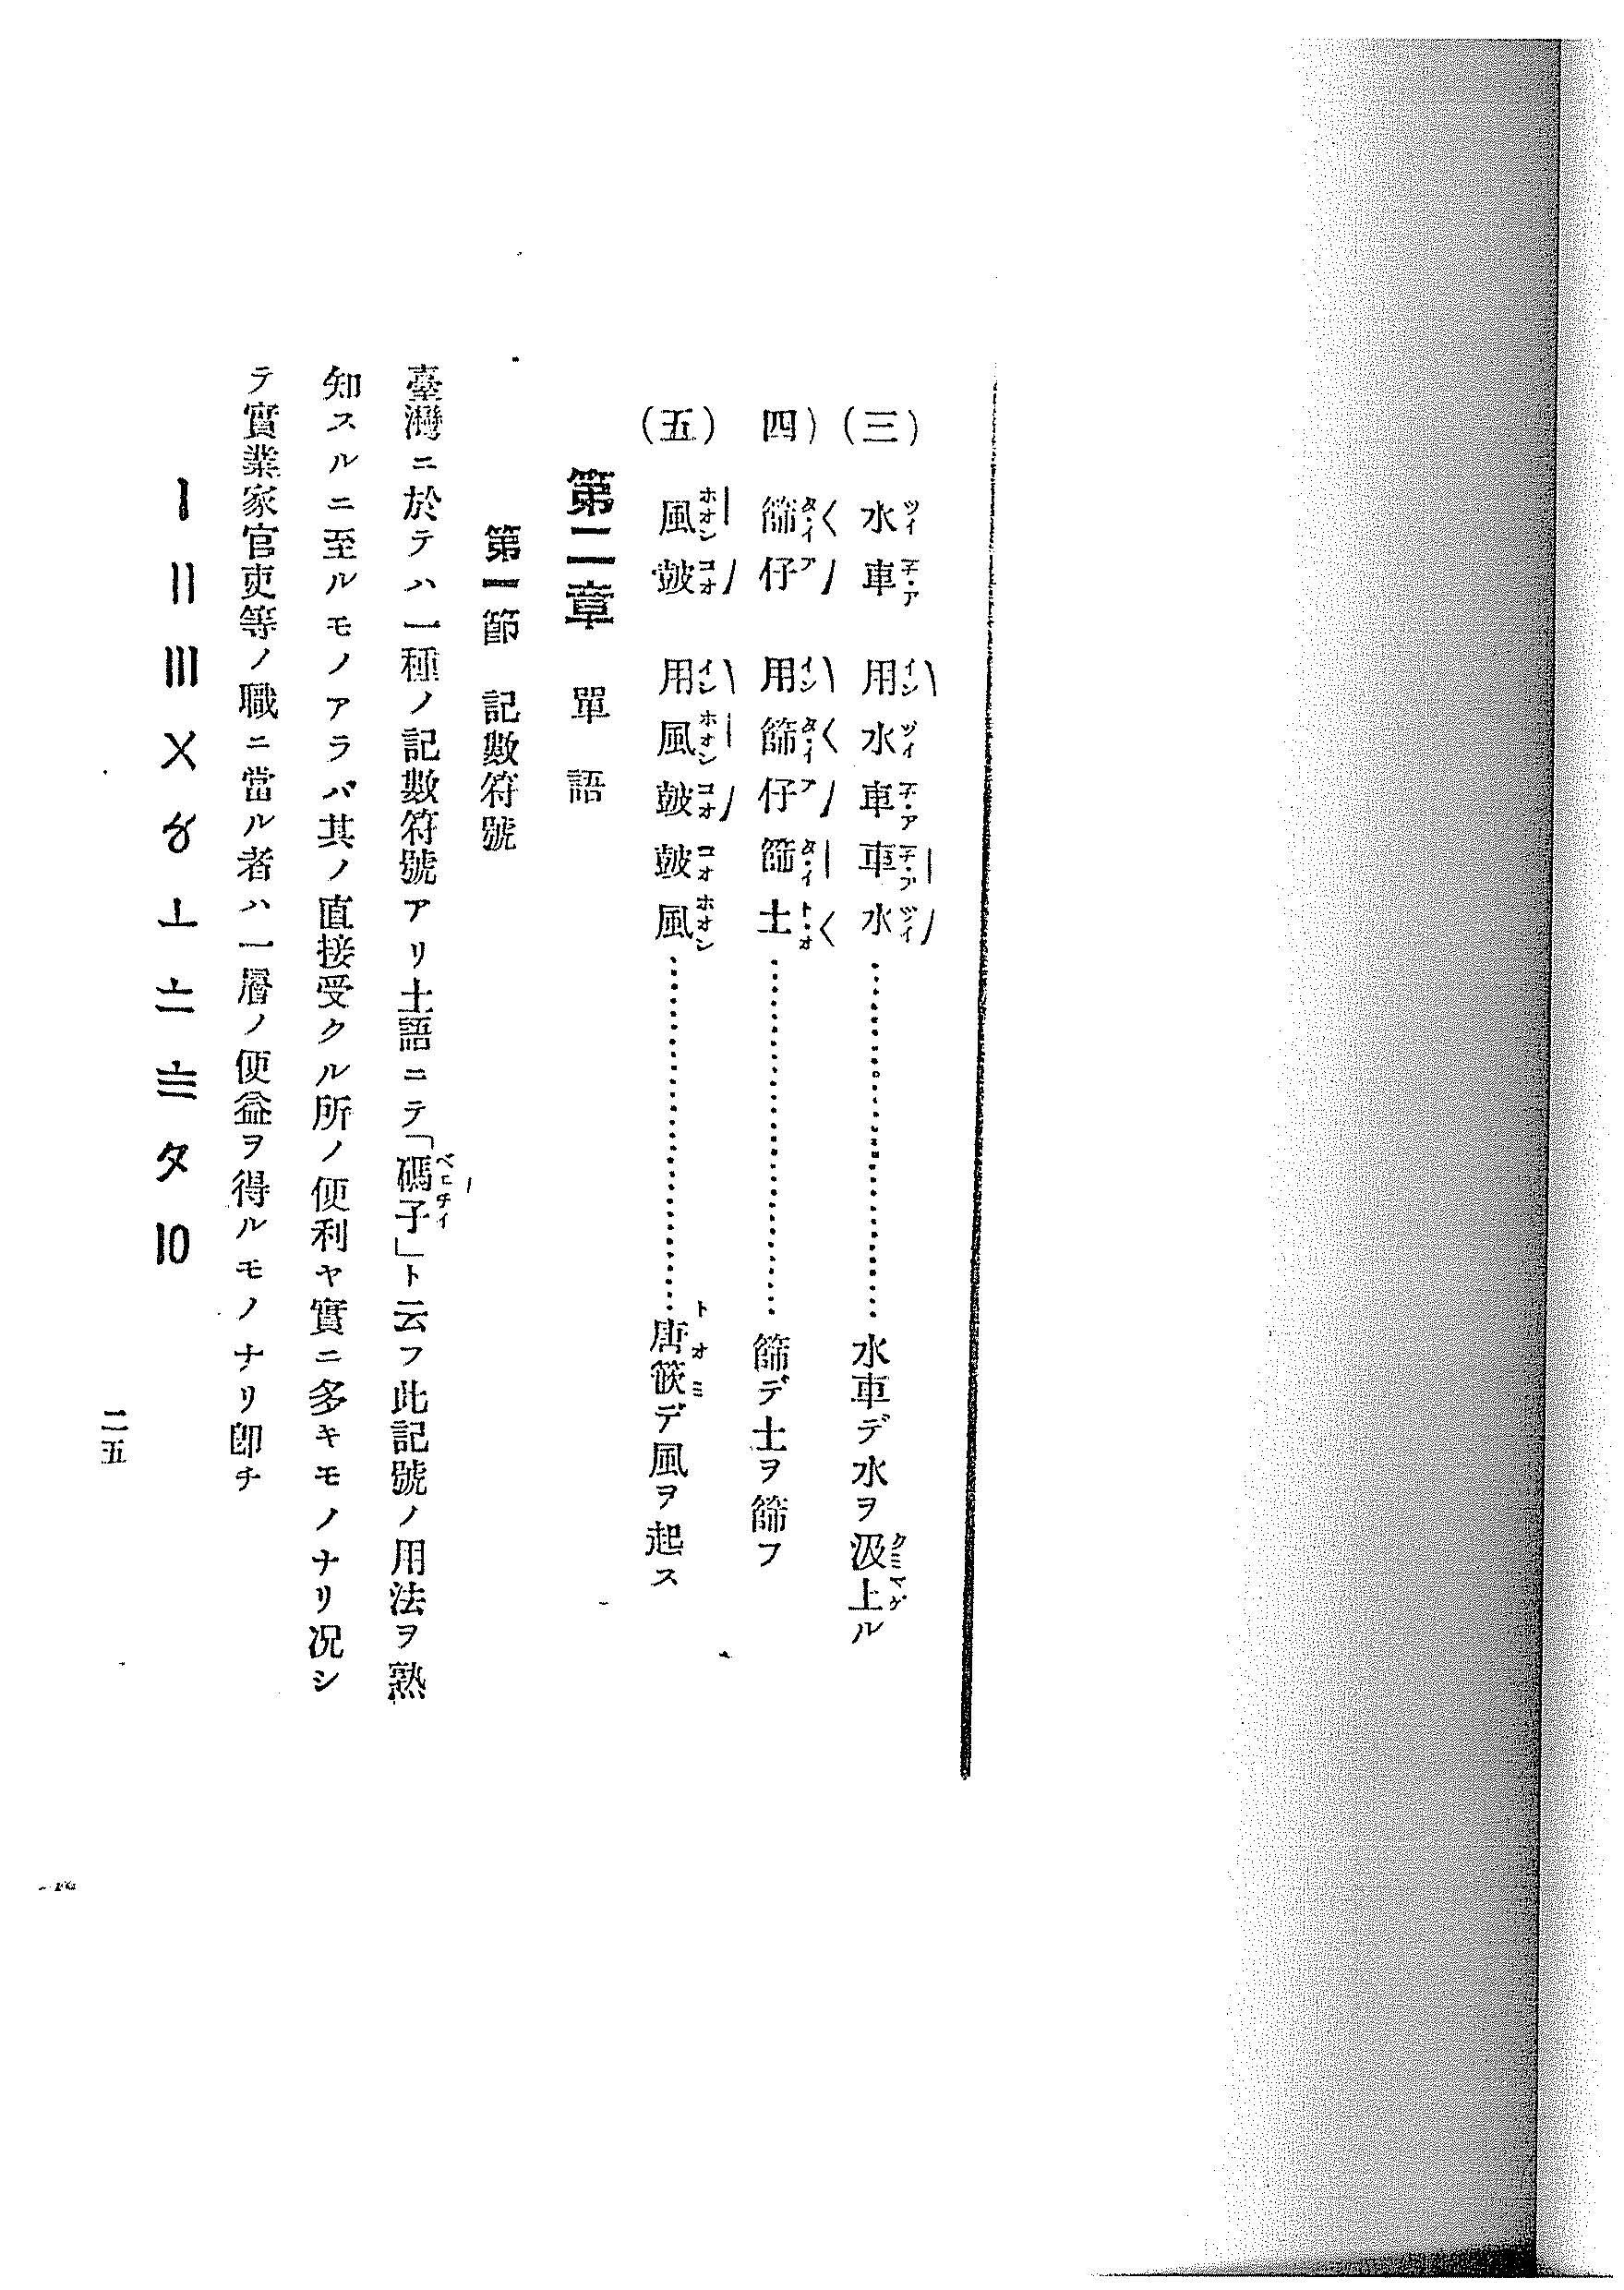 (三) 水車 用水車車水……………水車デ水ヲ汲上ル
四) 篩仔 用篩仔篩土……………篩デ土ヲ篩フ
(五) 風鼓 用風鼓鼓風……………唐篏デ風ヲ起ス
第二章 單語
第一節 記數符號
臺灣ニ於テハ一種ノ記數符號アリ土語ニテ「碼子」ト云フ此記號ノ用法ヲ熟
知スルニ至ルモノアラバ其ノ直接受クル所ノ便利ヤ實ニ多キモノナリ况シ
テ實業家官吏等ノ職ニ當ル者ハ一層ノ便益ヲ得ルモノナリ卽チ
〡 〢 〣 〤 〥 〦 〧 〨 〩 10
二五